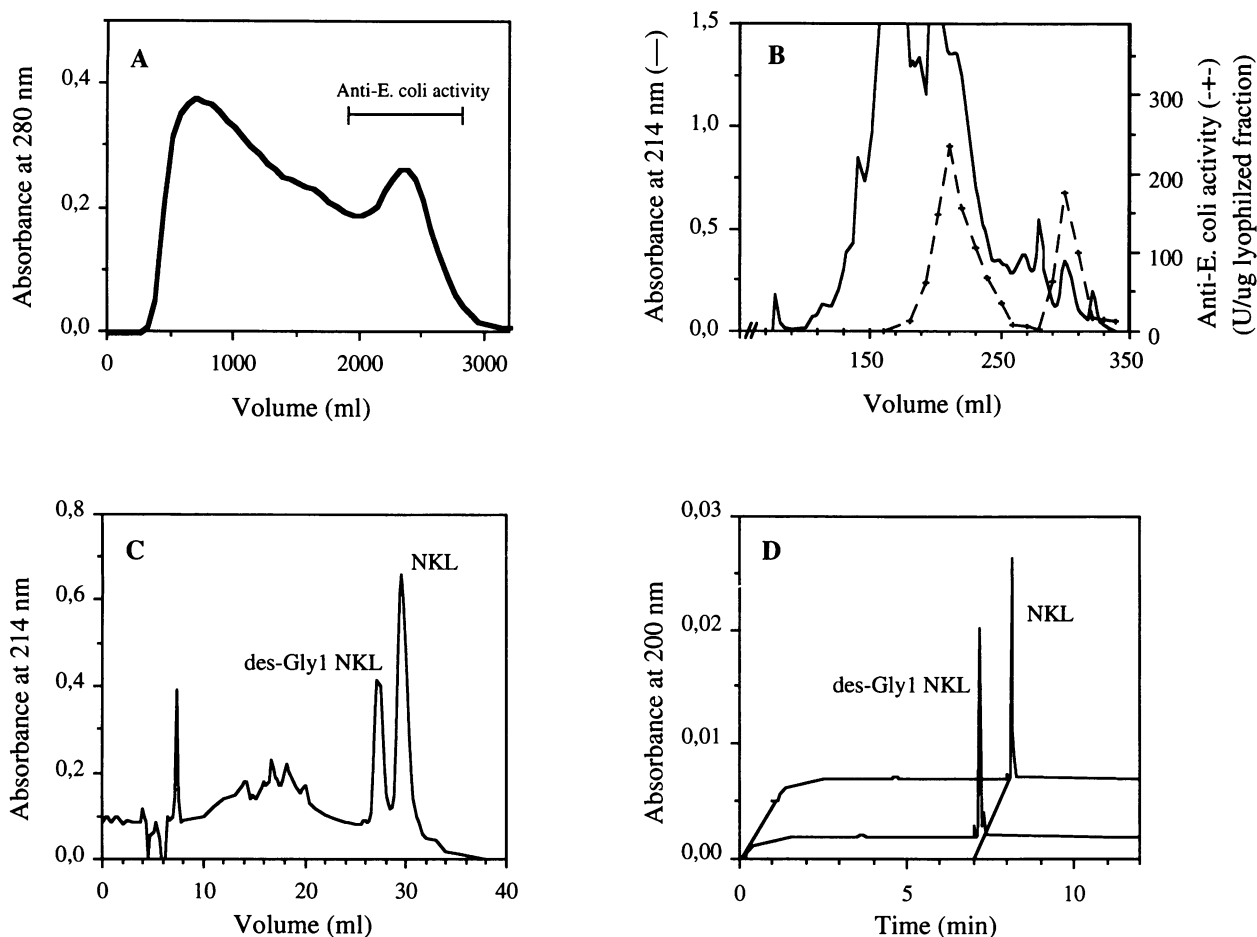 A
Anti-E. coli activity
0,4
0,2
0,0
Absorbance at 280 nm
0
1000
2000
3000
Volume (ml)
B
1,5
1,0
0,5
0,0
Absorbance at 214 nm (—)
300
200
100
0
Anti-E. coli activity (-+-)
(U/ug lyophilzed fraction)
150
250
350
Volume (ml)
C
NKL
des-Gly1 NKL
0,8
0,6
0,4
0,2
0,0
Absorbance at 214 nm
0
10
20
30
40
Volume (ml)
D
NKL
des-Gly1 NKL
0,03
0,02
0,01
0,00
Absorbance at 200 nm
0
5
10
Time (min)